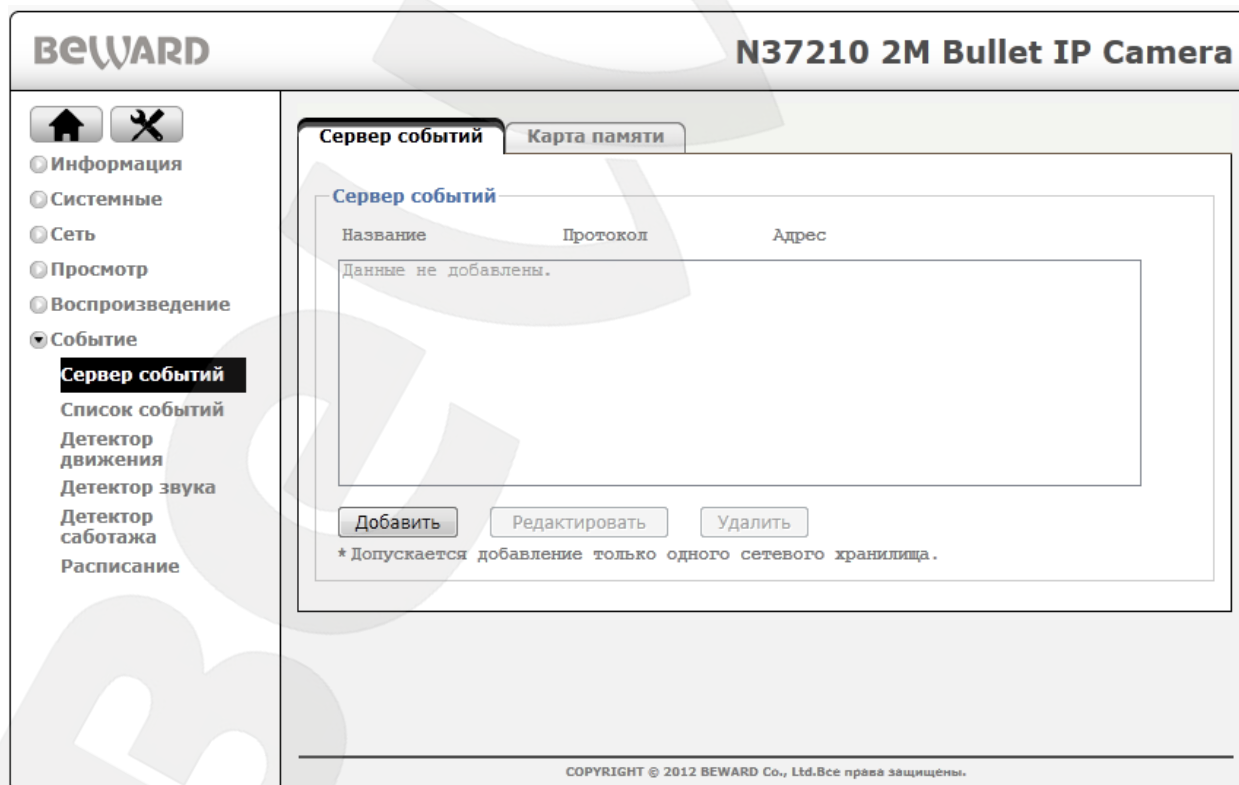 BEWARD
N37210 2M Bullet IP Camera
Информация
Системные
Сеть
Просмотр
Воспроизведение
Событие
Сервер событий
Список событий
Детектор
движения
Детектор звука
Детектор
саботажа
Расписание
Сервер событий Карта памяти
Сервер событий
Название Протокол Адрес
Данные не добавлены.
Добавить Редактировать Удалить
* Допускается добавление только одного сетевого хранилища.
COPYRIGHT © 2012 BEWARD Co., Ltd.Все права защищены.